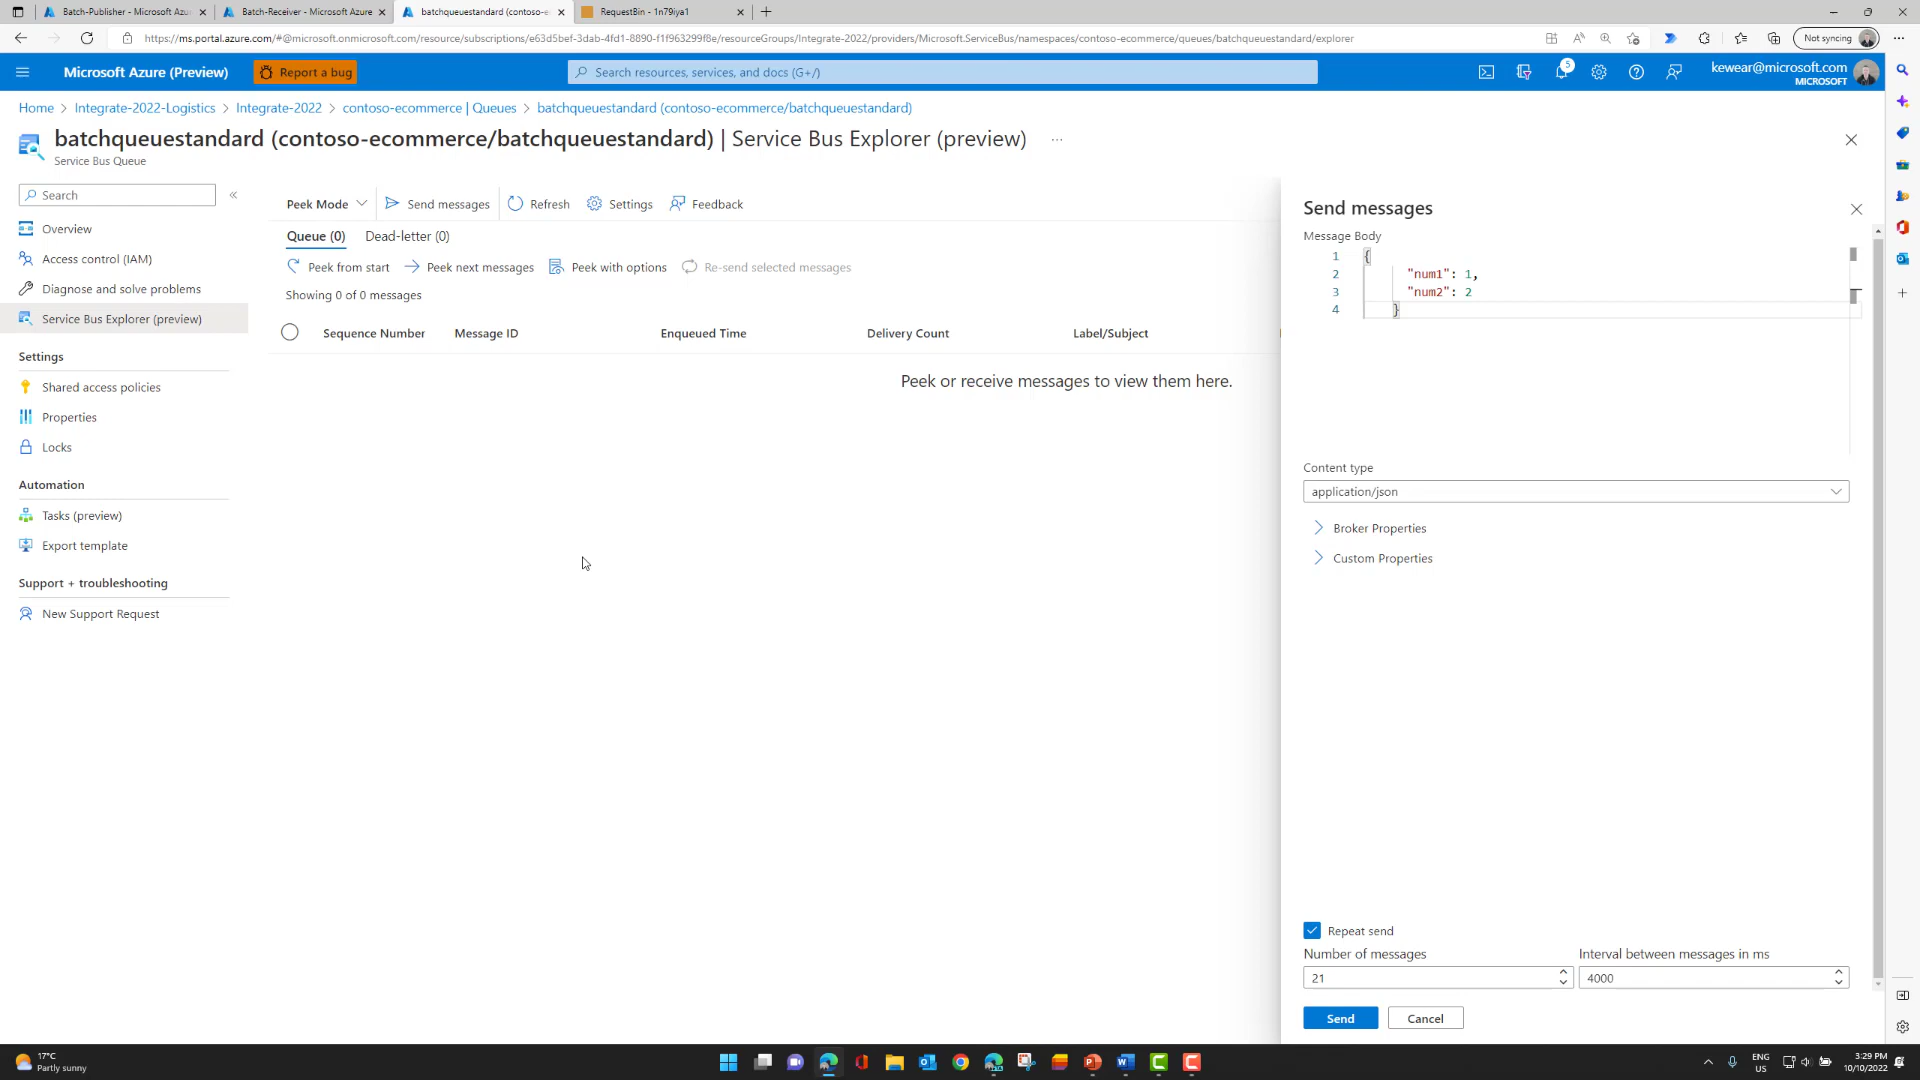 Batch-Publisher - Microsoft Azu
Batch-Receiver - Microsoft Azure
batchqueuestandard (contoso-e
RequestBin - 1n79iya1
https://ms.portal.azure.com/#@microsoft.onmicrosoft.com/resource/subscriptions/e63d5bef-3dab-4fd1-8890-f1f963299f8e/resourceGroups/Integrate-2022/providers/Microsoft.ServiceBus/namespaces/contoso-ecommerce/queues/batchqueuestandard/explorer
Not syncing
Microsoft Azure (Preview)
Report a bug
Search resources, services, and docs (G+/)
5
kewear@microsoft.com
MICROSOFT
Home > Integrate-2022-Logistics > Integrate-2022 > contoso-ecommerce | Queues > batchqueuestandard (contoso-ecommerce/batchqueuestandard)
batchqueuestandard (contoso-ecommerce/batchqueuestandard) | Service Bus Explorer (preview) ...
Service Bus Queue
Search
Overview
Access control (IAM)
Diagnose and solve problems
Service Bus Explorer (preview)
Settings
Shared access policies
Properties
Locks
Automation
Tasks (preview)
Export template
Support + troubleshooting
New Support Request
Peek Mode
Send messages
Refresh
Settings
Feedback
Queue (0)
Dead-letter (0)
Peek from start
Peek next messages
Peek with options
Re-send selected messages
Showing 0 of 0 messages
Sequence Number
Message ID
Enqueued Time
Delivery Count
Label/Subject
Peek or receive messages to view them here.
Send messages
Message Body
1 {
2 "num1": 1,
3 "num2": 2
4 }
Content type
application/json
Broker Properties
Custom Properties
Repeat send
Number of messages
21
Interval between messages in ms
4000
Send
Cancel
17°C
Partly sunny
ENG
US
3:29 PM
10/10/2022